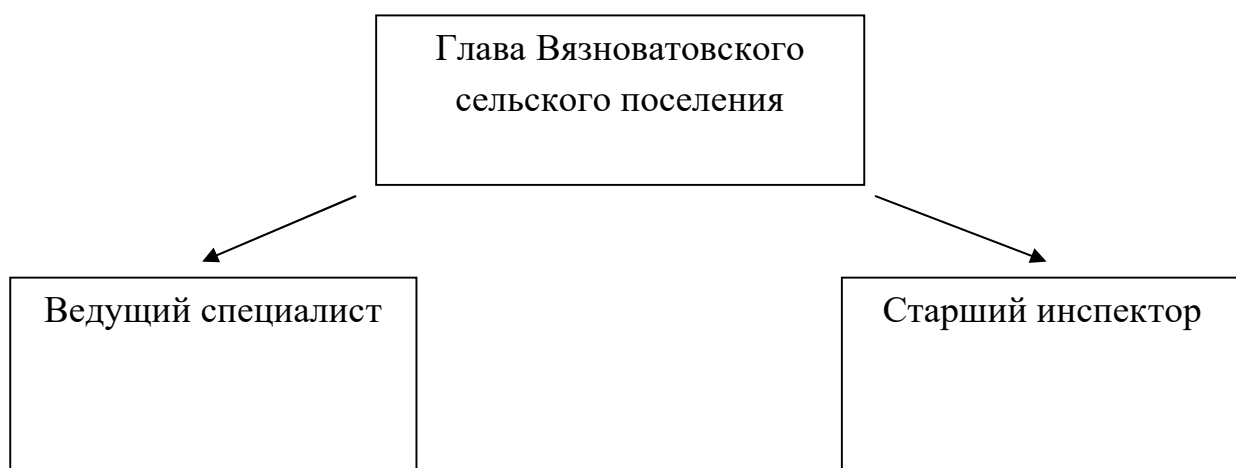 Глава Вязноватовского
сельского поселения
Ведущий специалист
Старший инспектор